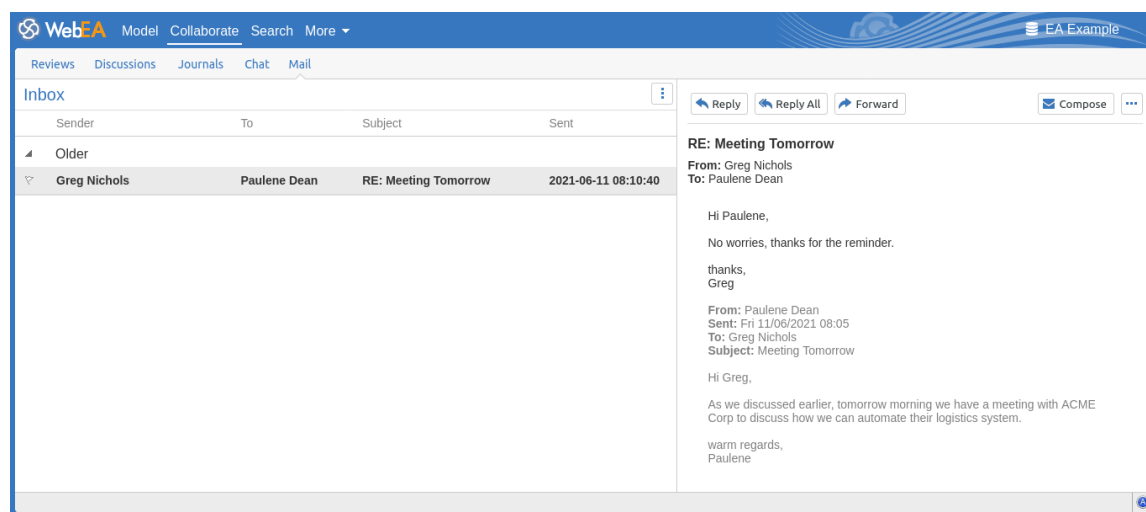 WebEA Model Collaborate Search More EA Example
Reviews Discussions Journals Chat Mail
Inbox
Sender To Subject Sent
Older
Greg Nichols Paulene Dean RE: Meeting Tomorrow 2021-06-11 08:10:40
Reply Reply All Forward Compose
RE: Meeting Tomorrow
From: Greg Nichols
To: Paulene Dean
Hi Paulene,
No worries, thanks for the reminder.
thanks,
Greg
From: Paulene Dean
Sent: Fri 11/06/2021 08:05
To: Greg Nichols
Subject: Meeting Tomorrow
Hi Greg,
As we discussed earlier, tomorrow morning we have a meeting with ACME
Corp to discuss how we can automate their logistics system.
warm regards,
Paulene